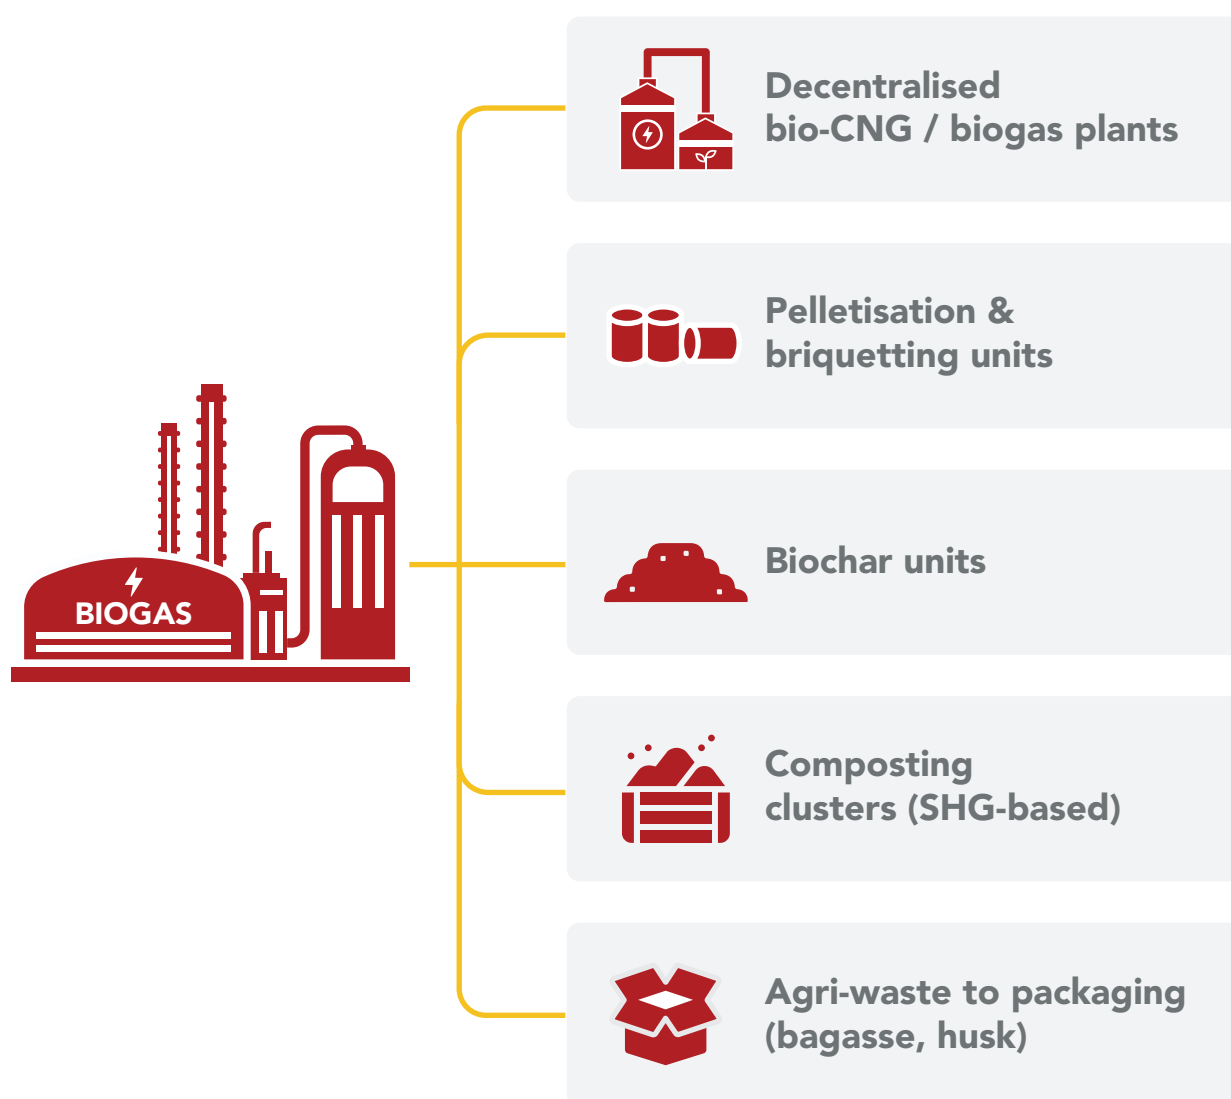 Decentralised
bio-CNG / biogas plants
Pelletisation &
briquetting units
BIOGAS
Biochar units
Composting
clusters (SHG-based)
Agri-waste to packaging
(bagasse, husk)